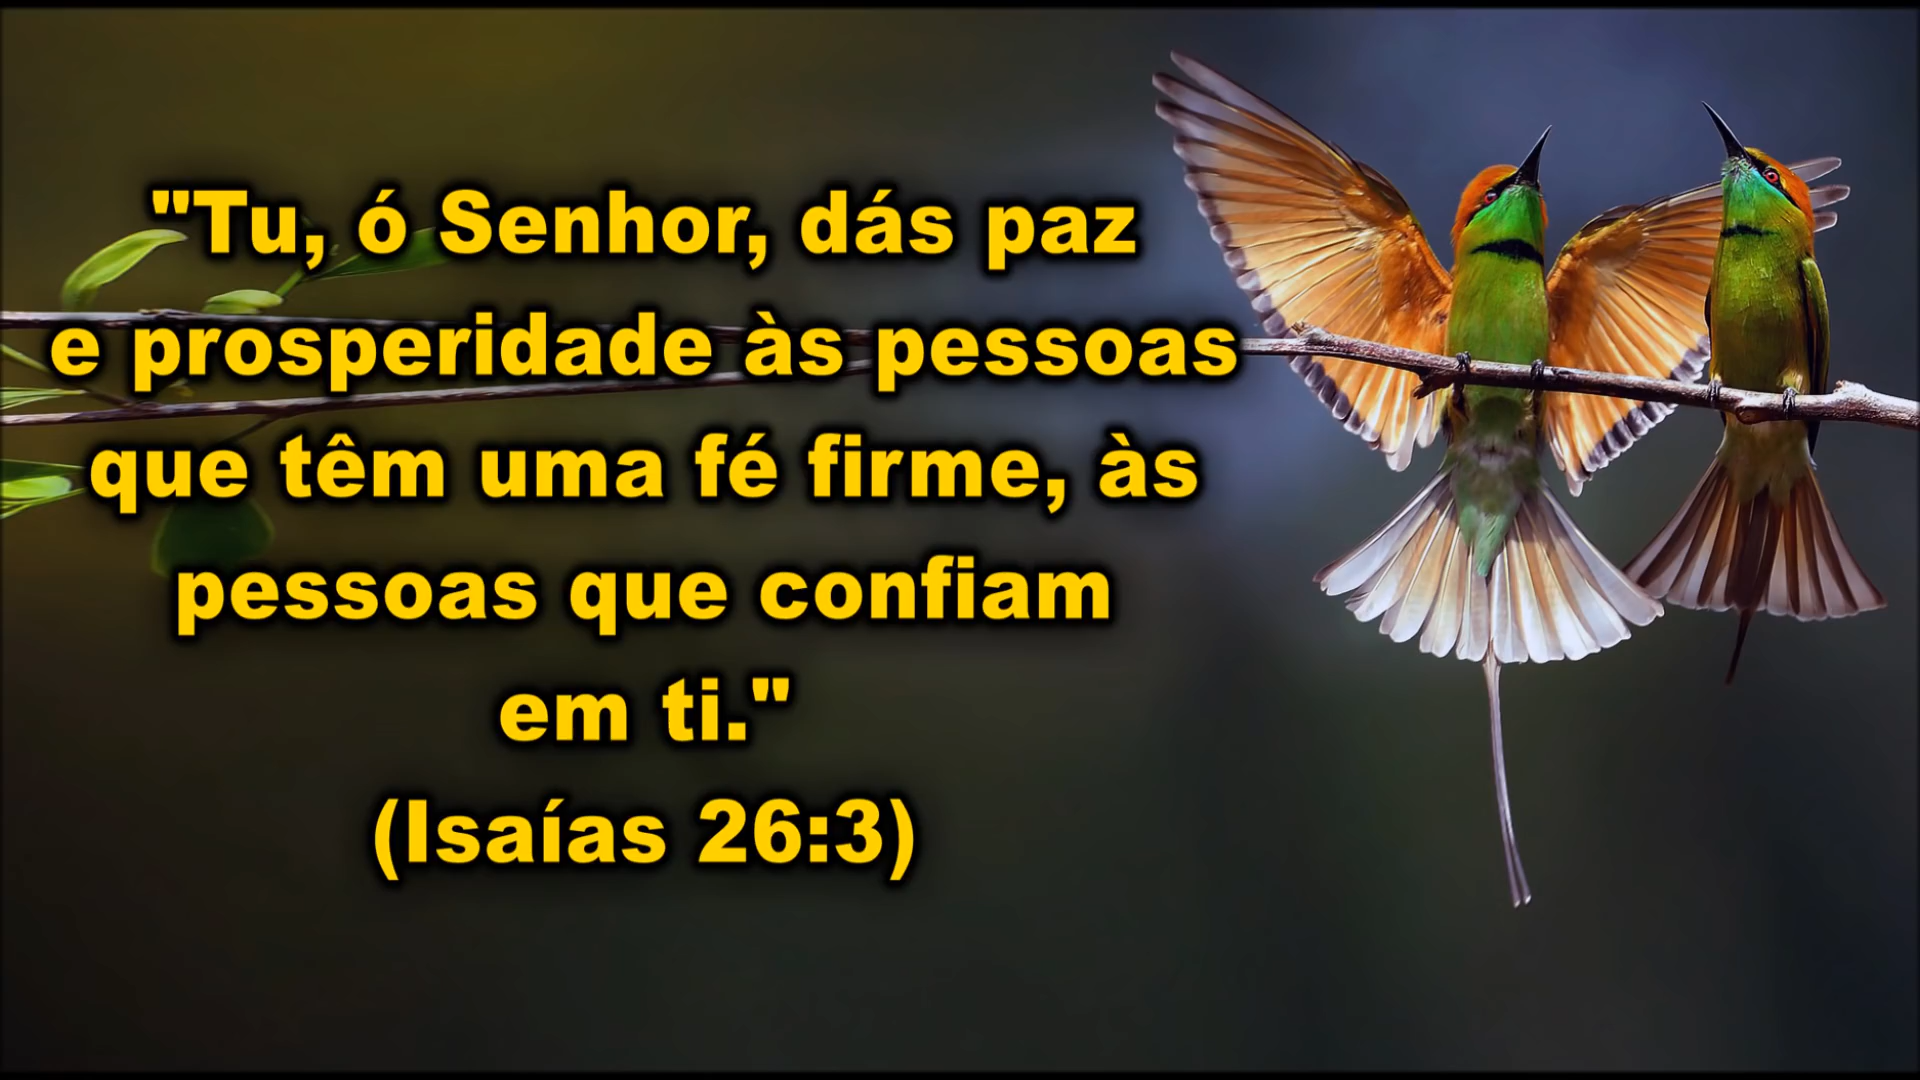 "Tu, ó Senhor, dás paz
e prosperidade às pessoas
que têm uma fé firme, às
pessoas que confiam
em ti."
(Isaías 26:3)